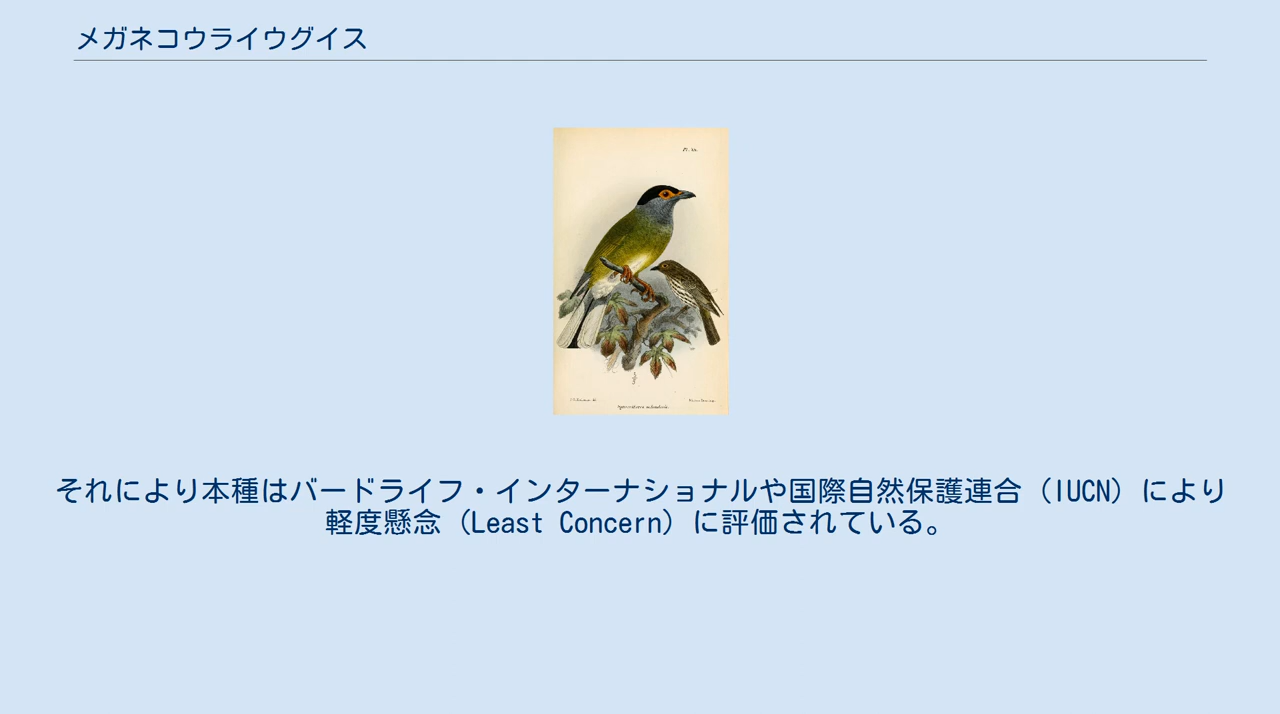 メガネコウライウグイス
それにより本種はバードライフ・インターナショナルや国際自然保護連合（IUCN）により
軽度懸念（Least Concern）に評価されている。